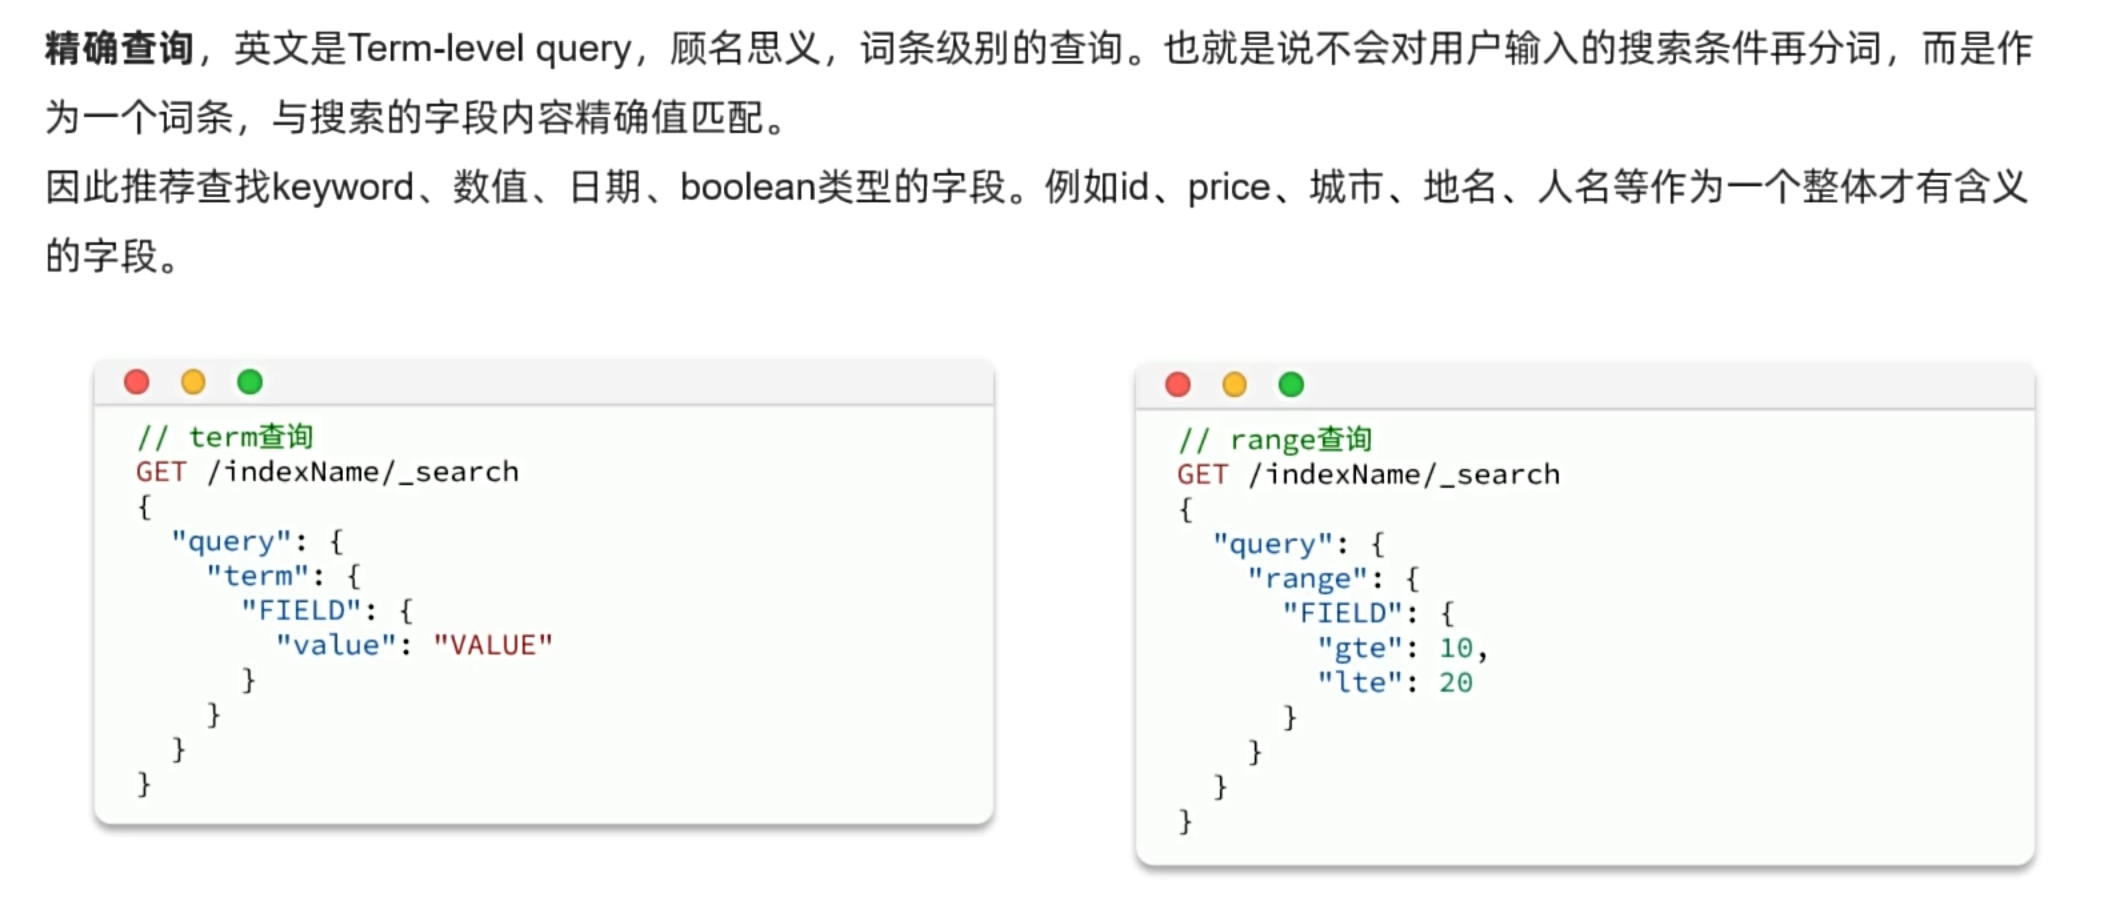 精确查询，英文是Term-level query，顾名思义，词条级别的查询。也就是说不会对用户输入的搜索条件再分词，而是作
为一个词条，与搜索的字段内容精确值匹配。
因此推荐查找keyword、数值、日期、boolean类型的字段。例如id、price、城市、地名、人名等作为一个整体才有含义
的字段。
// term查询
GET /indexName/_search
{
  "query": {
    "term": {
      "FIELD": {
        "value": "VALUE"
      }
    }
  }
}
// range查询
GET /indexName/_search
{
  "query": {
    "range": {
      "FIELD": {
        "gte": 10,
        "lte": 20
      }
    }
  }
}